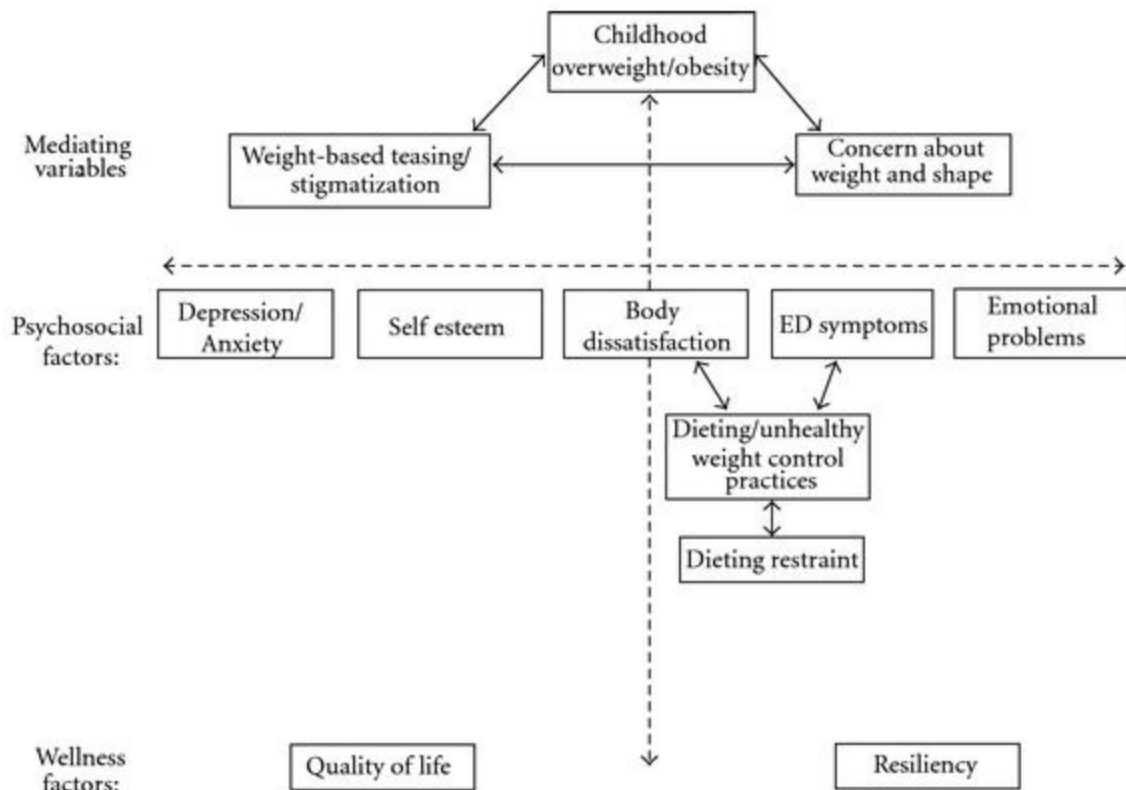 Childhood
overweight/obesity
Mediating
variables
Weight-based teasing/
stigmatization
Concern about
weight and shape
Psychosocial
factors:
Depression/
Anxiety
Self esteem
Body
dissatisfaction
ED symptoms
Emotional
problems
Dieting/unhealthy
weight control
practices
Dieting restraint
Wellness
factors:
Quality of life
Resiliency